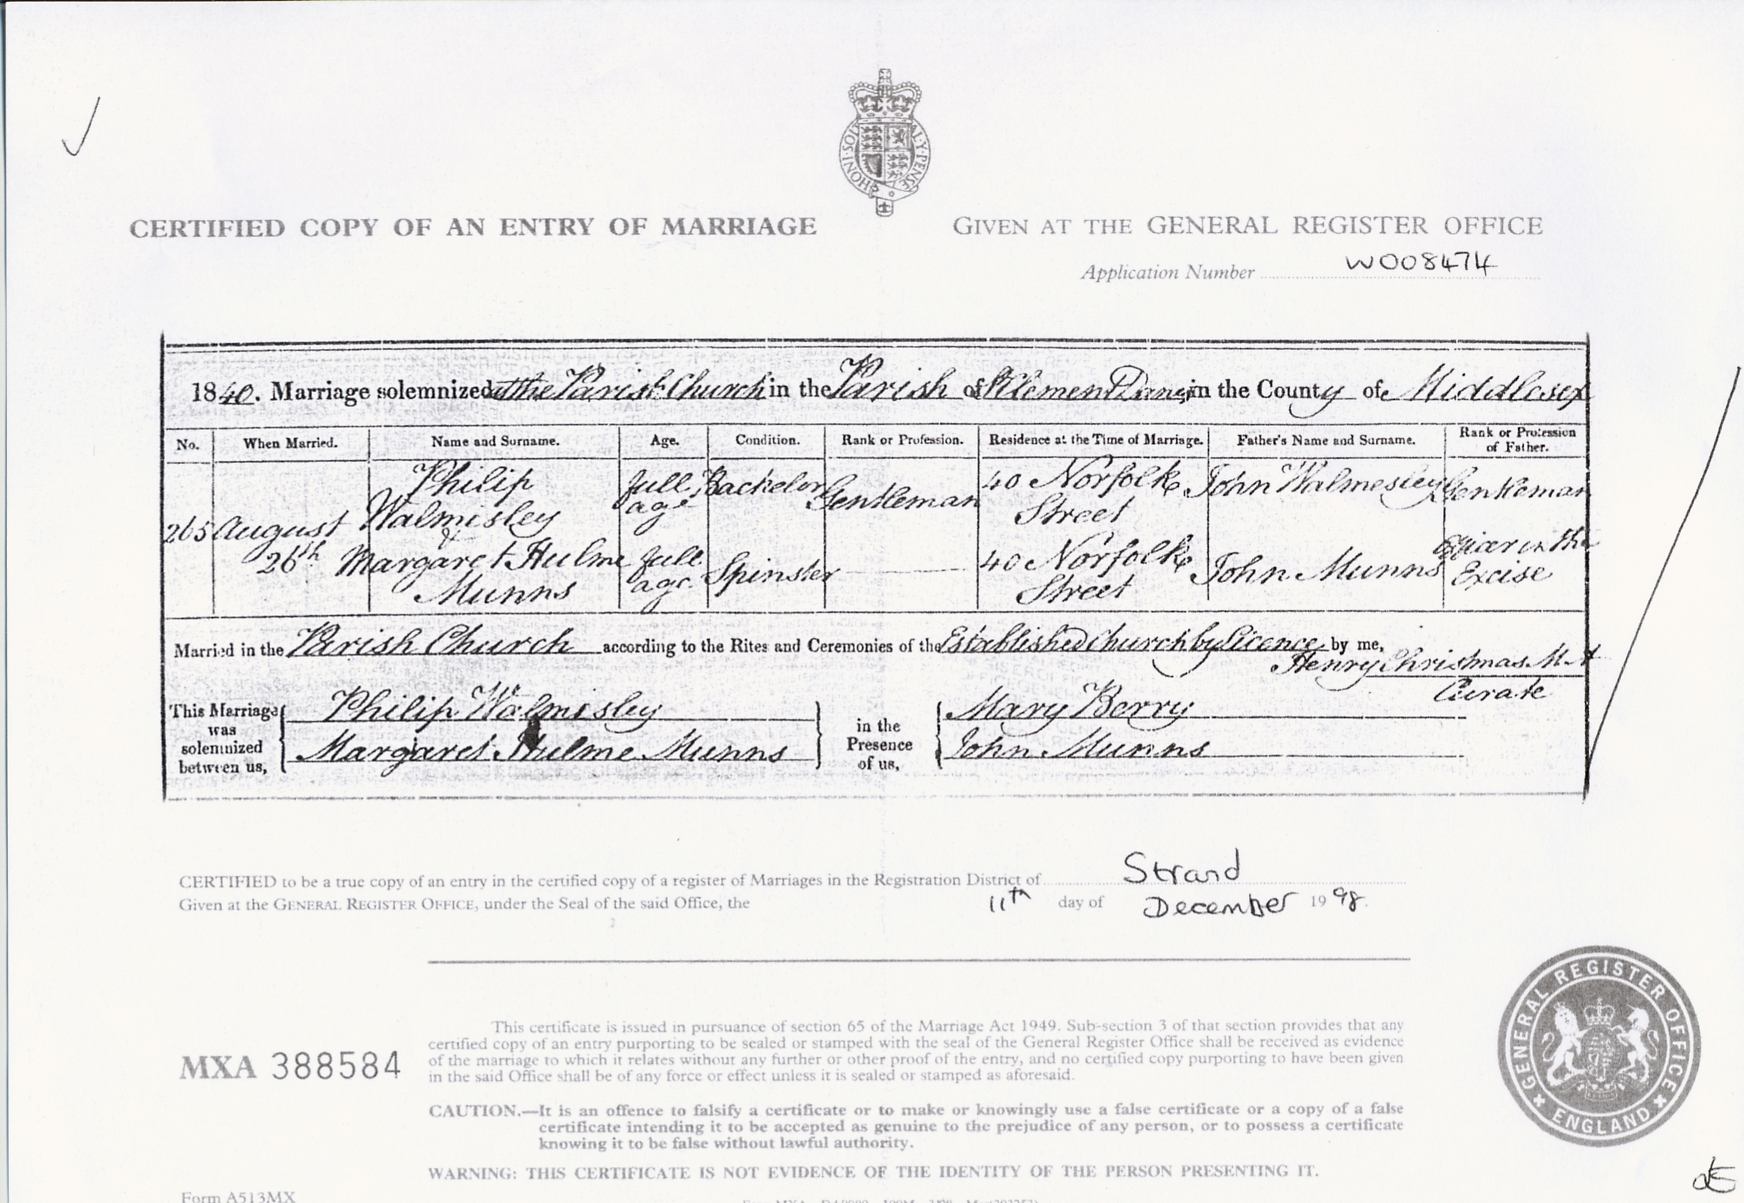 HONI·SOIT
AL·Y·PENSE
CERTIFIED COPY OF AN ENTRY OF MARRIAGE
GIVEN AT THE GENERAL REGISTER OFFICE
Application Number W008474
1840. Marriage solemnized at the Parish Church in the Parish of St Clement Danes in the County of Middlesex
No. When Married. Name and Surname. Age. Condition. Rank or Profession. Residence at the Time of Marriage. Father's Name and Surname. Rank or Profession of Father.
265 August 26th Philip Walmisley full age Bachelor Gentleman 40 Norfolk Street John Walmesley Gentleman
&
Margaret Hulme Munns full age Spinster 40 Norfolk Street John Munns Officer in the Excise
Married in the Parish Church according to the Rites and Ceremonies of the Established Church by Licence by me,
Henry Christmas M.A
Curate
This Marriage was solemnized between us, Philip Walmisley
Margaret Hulme Munns
in the Presence of us, Mary Berry
John Munns
CERTIFIED to be a true copy of an entry in the certified copy of a register of Marriages in the Registration District of Strand
Given at the GENERAL REGISTER OFFICE, under the Seal of the said Office, the 11th day of December 1998.
MXA 388584
This certificate is issued in pursuance of section 65 of the Marriage Act 1949. Sub-section 3 of that section provides that any
certified copy of an entry purporting to be sealed or stamped with the seal of the General Register Office shall be received as evidence
of the marriage to which it relates without any further or other proof of the entry, and no certified copy purporting to have been given
in the said Office shall be of any force or effect unless it is sealed or stamped as aforesaid.
CAUTION.—It is an offence to falsify a certificate or to make or knowingly use a false certificate or a copy of a false
certificate intending it to be accepted as genuine to the prejudice of any person, or to possess a certificate
knowing it to be false without lawful authority.
WARNING: THIS CERTIFICATE IS NOT EVIDENCE OF THE IDENTITY OF THE PERSON PRESENTING IT.
GENERAL REGISTER OFFICE
ENGLAND
Form A513MX